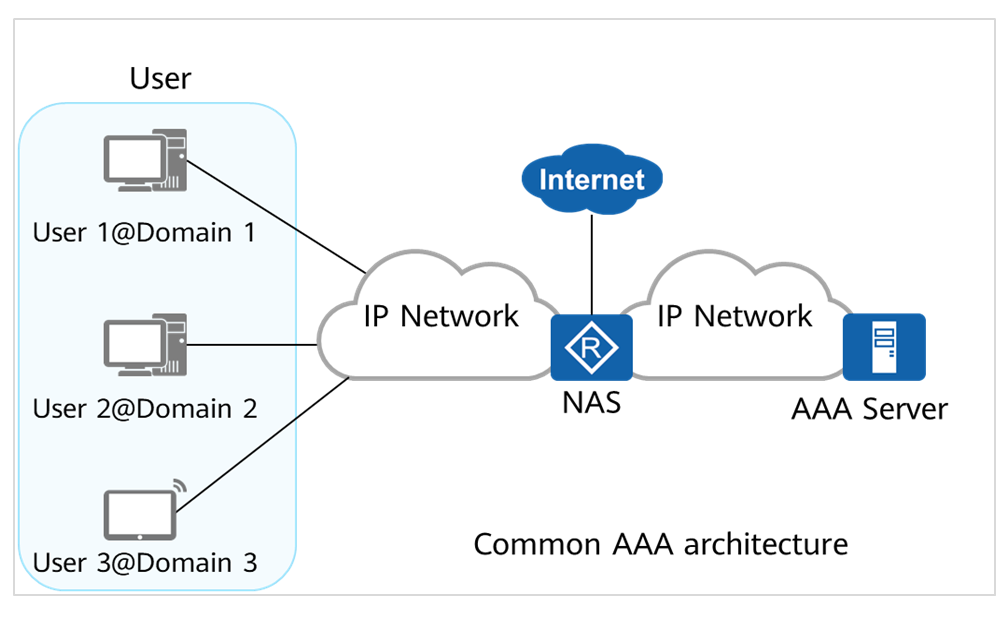 User
User 1@Domain 1
User 2@Domain 2
User 3@Domain 3
IP Network
Internet
R
NAS
IP Network
AAA Server
Common AAA architecture